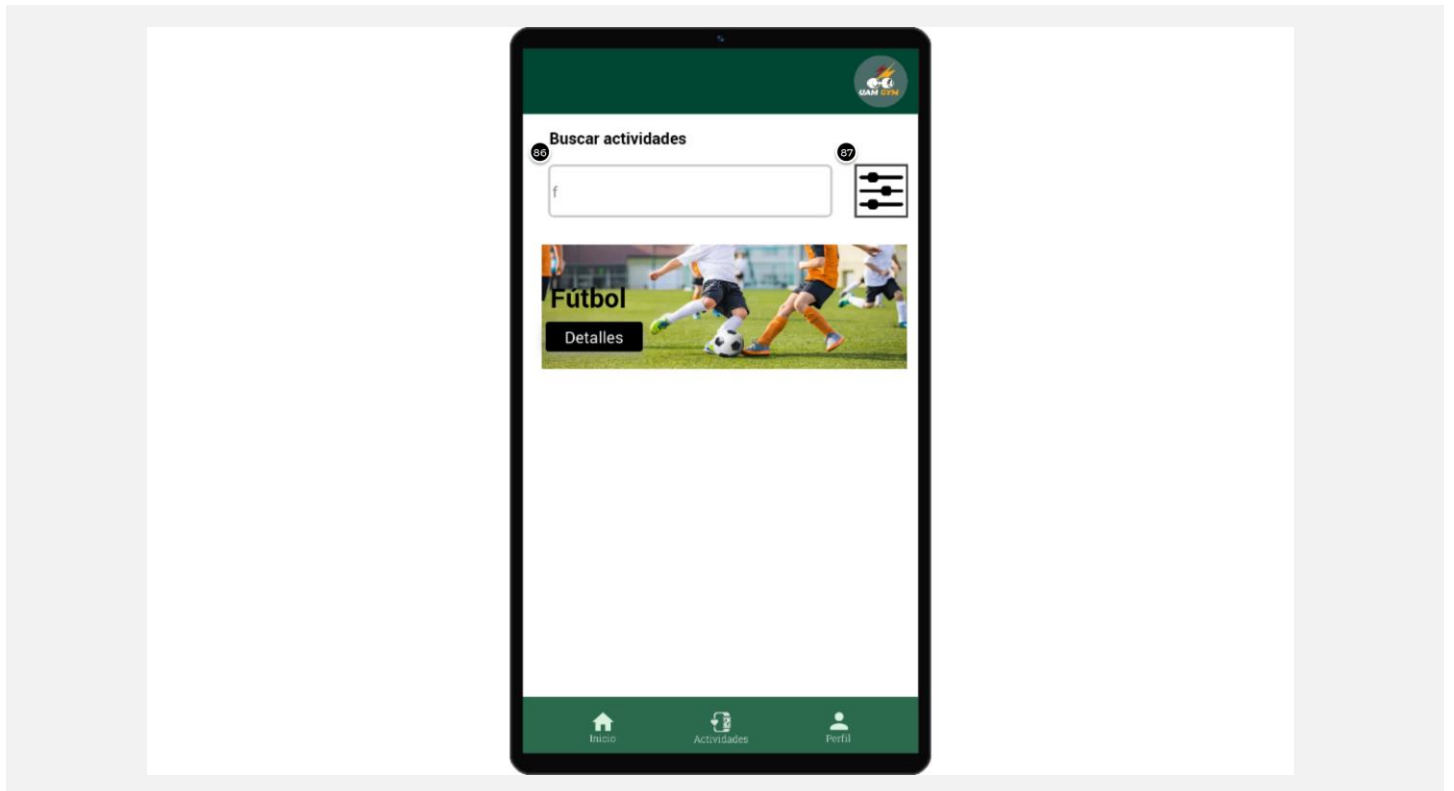 UAM GYM
Buscar actividades
86
87
f
Fútbol
Detalles
Inicio
Actividades
Perfil